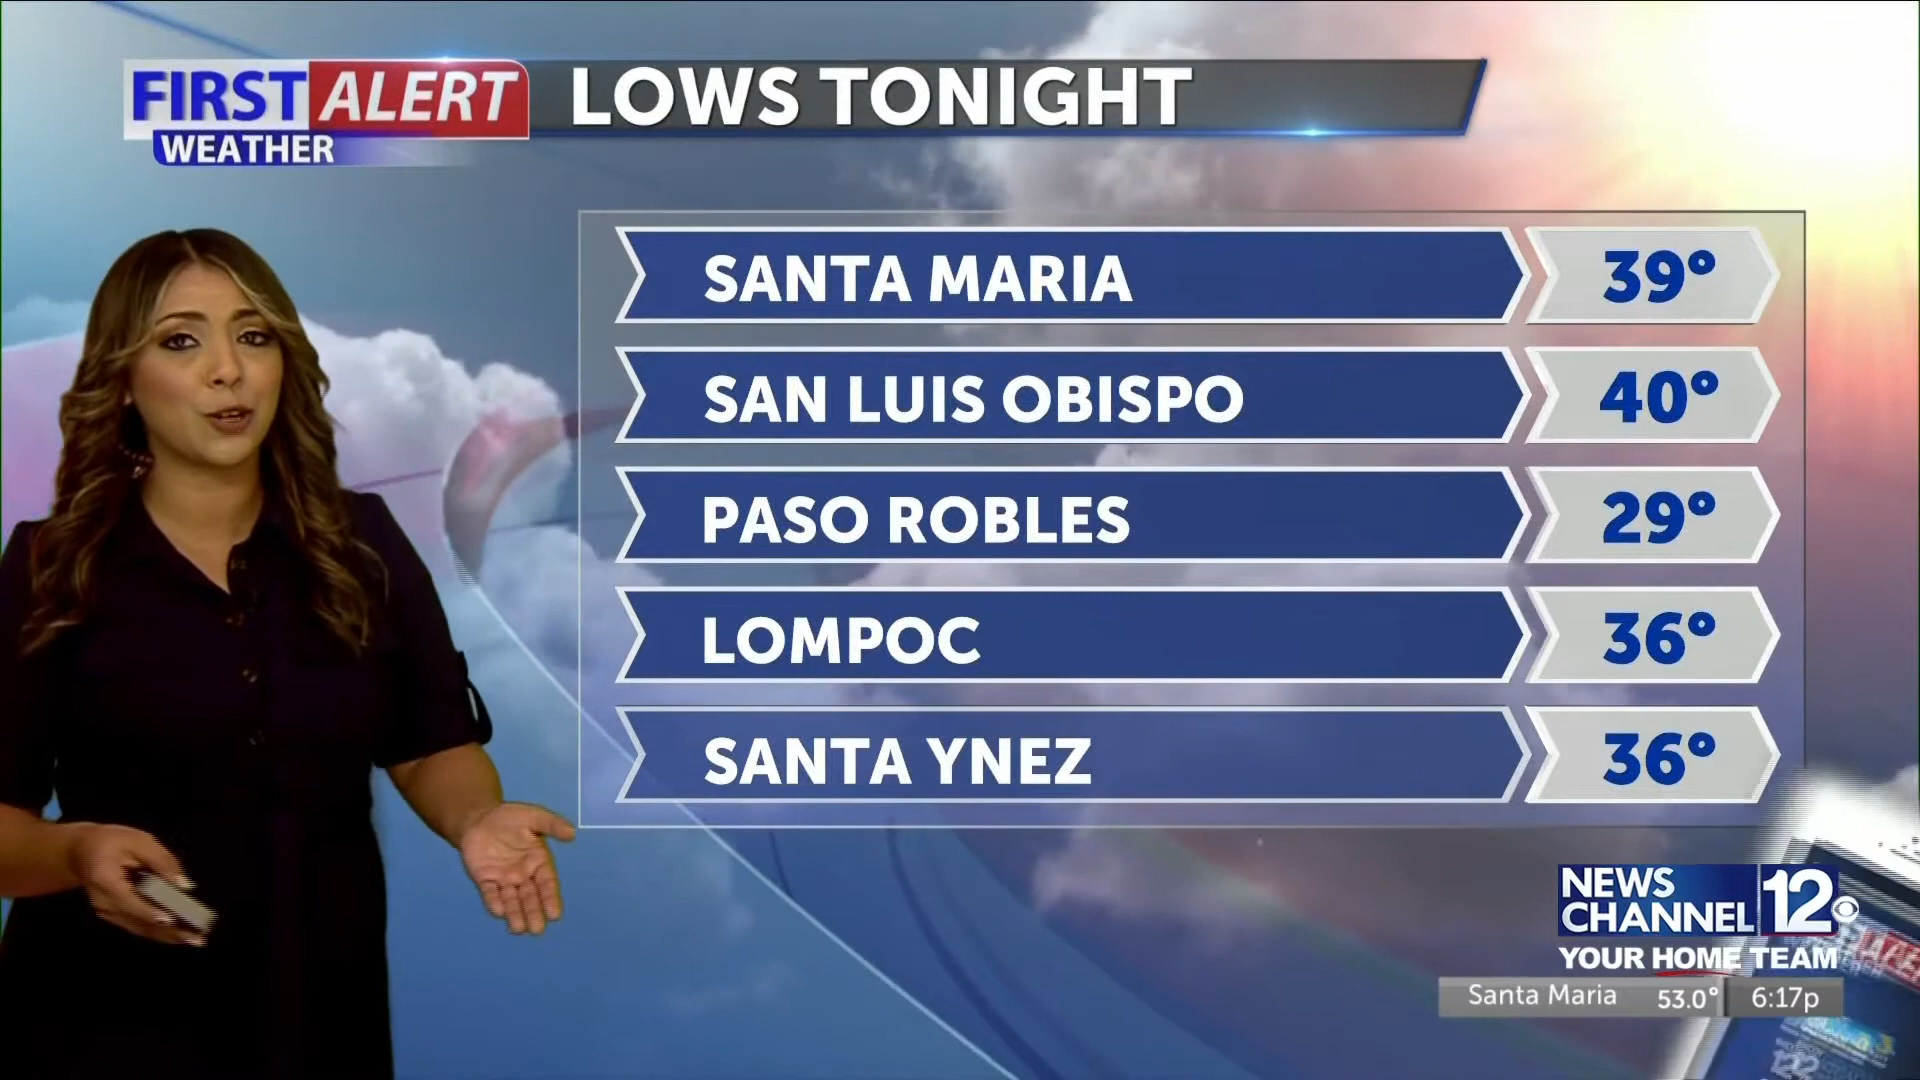 FIRST ALERT
WEATHER
LOWS TONIGHT
SANTA MARIA 39°
SAN LUIS OBISPO 40°
PASO ROBLES 29°
LOMPOC 36°
SANTA YNEZ 36°
NEWS
CHANNEL 12
YOUR HOME TEAM
Santa Maria 53.0° 6:17p